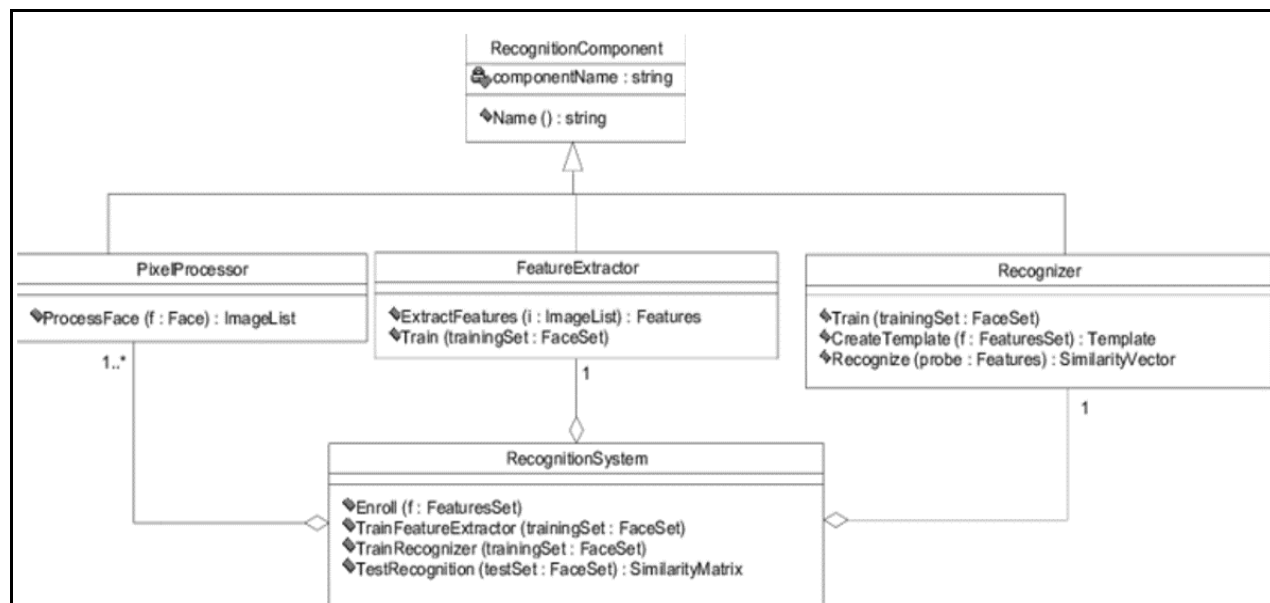 RecognitionComponent
componentName : string
Name () : string
PixelProcessor
ProcessFace (f : Face) : ImageList
1..*
FeatureExtractor
ExtractFeatures (i : ImageList) : Features
Train (trainingSet : FaceSet)
1
Recognizer
Train (trainingSet : FaceSet)
CreateTemplate (f : FeaturesSet) : Template
Recognize (probe : Features) : SimilarityVector
1
RecognitionSystem
Enroll (f : FeaturesSet)
TrainFeatureExtractor (trainingSet : FaceSet)
TrainRecognizer (trainingSet : FaceSet)
TestRecognition (testSet : FaceSet) : SimilarityMatrix